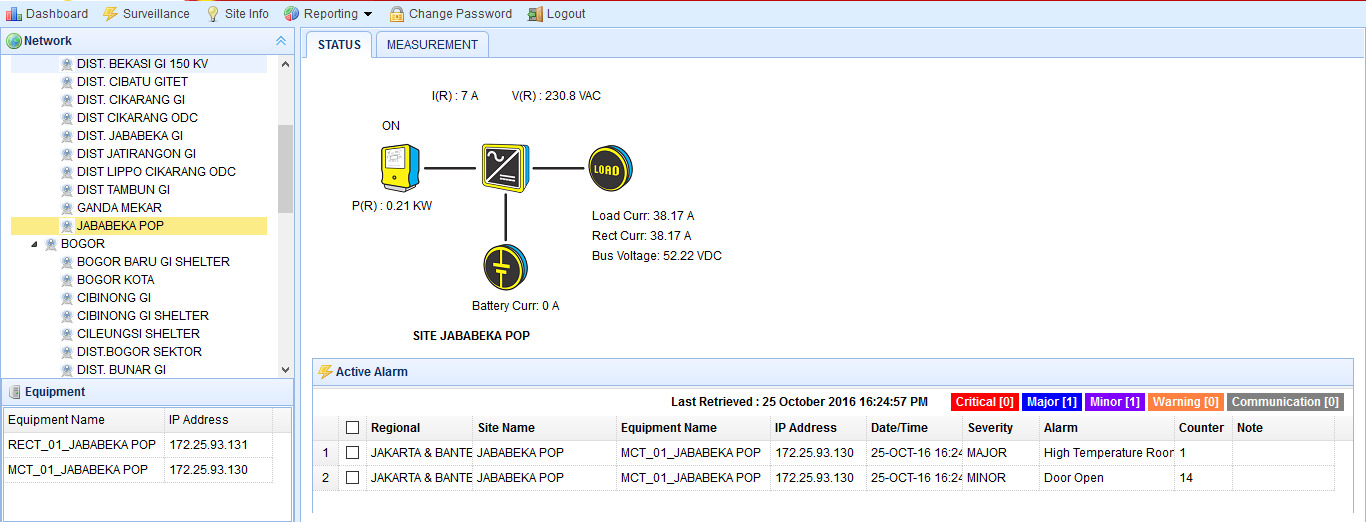 Dashboard Surveillance Site Info Reporting Change Password Logout
Network
DIST. BEKASI GI 150 KV
DIST. CIBATU GITET
DIST. CIKARANG GI
DIST CIKARANG ODC
DIST. JABABEKA GI
DIST JATIRANGON GI
DIST LIPPO CIKARANG ODC
DIST TAMBUN GI
GANDA MEKAR
JABABEKA POP
BOGOR
BOGOR BARU GI SHELTER
BOGOR KOTA
CIBINONG GI
CIBINONG GI SHELTER
CILEUNGSI SHELTER
DIST.BOGOR SEKTOR
DIST. BUNAR GI
Equipment
Equipment Name IP Address
RECT_01_JABABEKA POP 172.25.93.131
MCT_01_JABABEKA POP 172.25.93.130
STATUS MEASUREMENT
I(R) : 7 A V(R) : 230.8 VAC
ON
LOAD
P(R) : 0.21 KW
Load Curr: 38.17 A
Rect Curr: 38.17 A
Bus Voltage: 52.22 VDC
Battery Curr: 0 A
SITE JABABEKA POP
Active Alarm
Last Retrieved : 25 October 2016 16:24:57 PM Critical [0] Major [1] Minor [1] Warning [0] Communication [0]
Regional Site Name Equipment Name IP Address Date/Time Severity Alarm Counter Note
1 JAKARTA & BANTE JABABEKA POP MCT_01_JABABEKA POP 172.25.93.130 25-OCT-16 16:24 MAJOR High Temperature Roor 1
2 JAKARTA & BANTE JABABEKA POP MCT_01_JABABEKA POP 172.25.93.130 25-OCT-16 16:24 MINOR Door Open 14